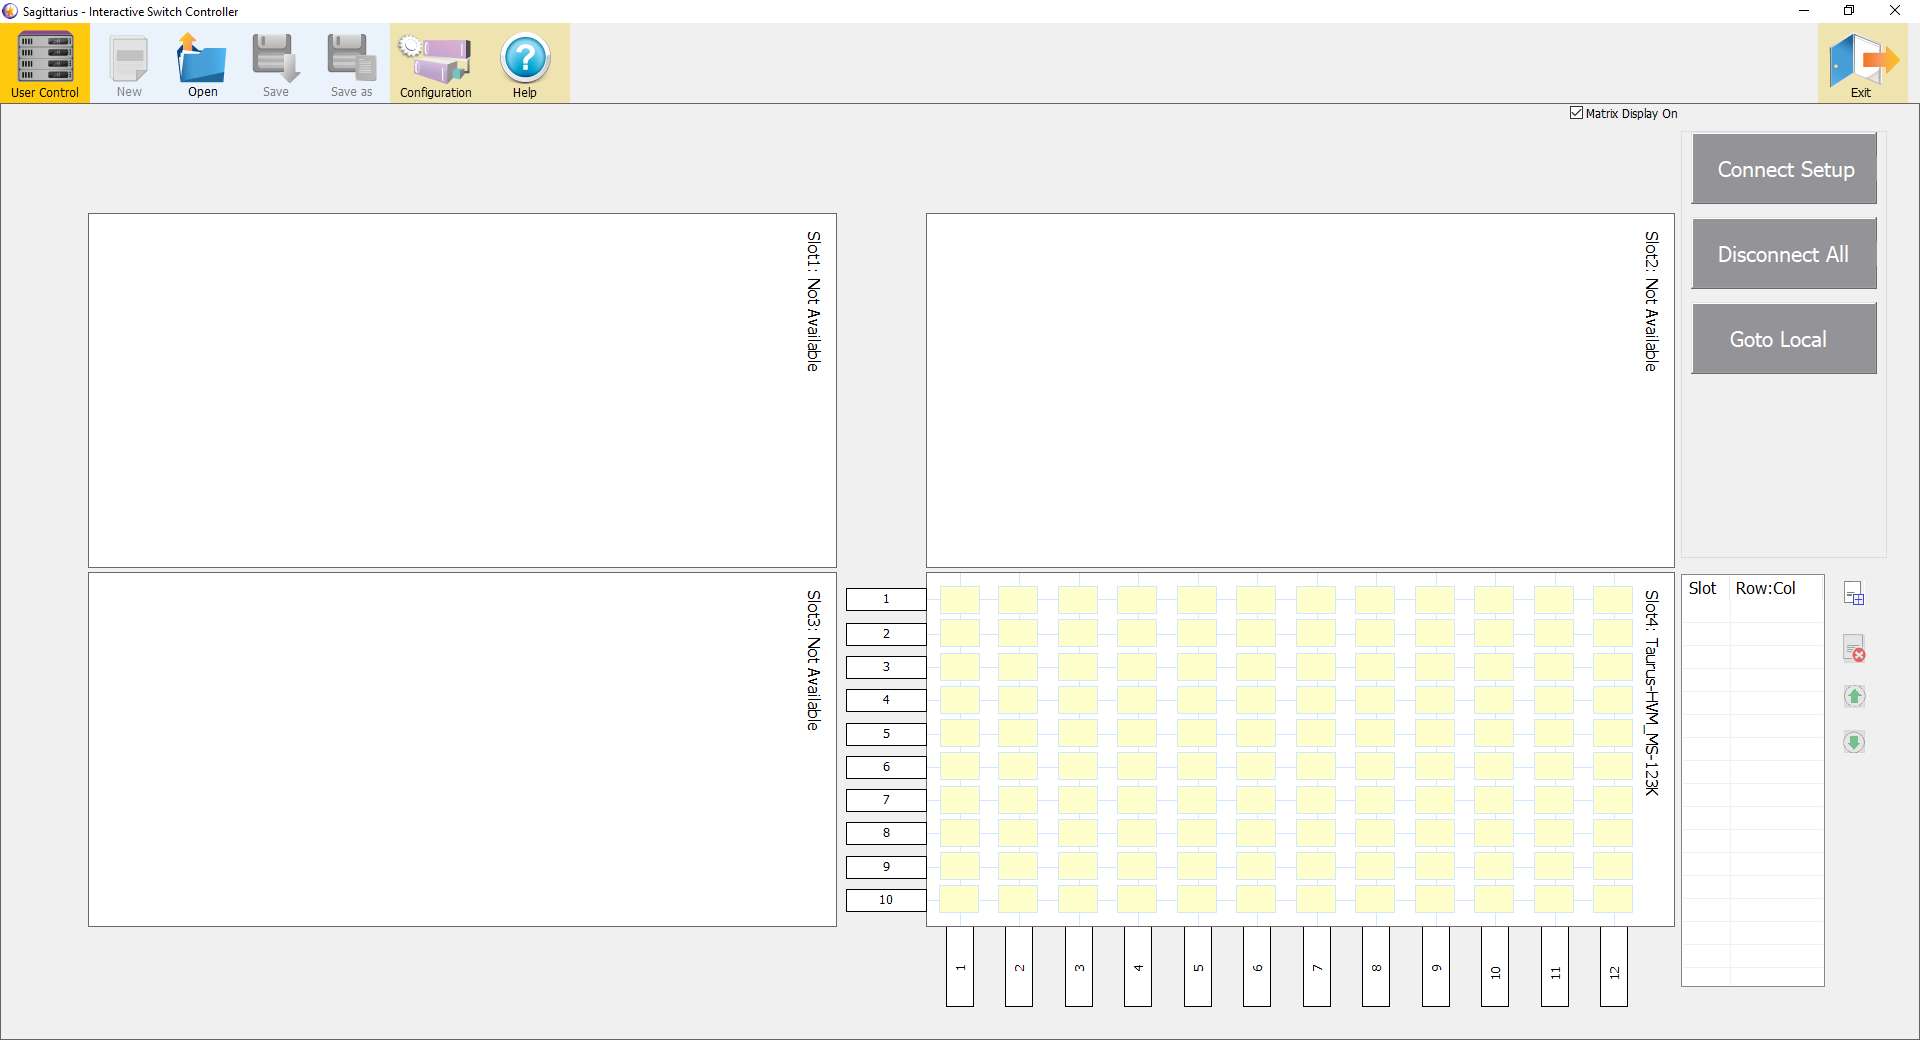 Sagittarius - Interactive Switch Controller
User Control
New
Open
Save
Save as
Configuration
?
Help
Exit
Matrix Display On
Connect Setup
Disconnect All
Goto Local
Slot1: Not Available
Slot2: Not Available
Slot3: Not Available
Slot4: Taurus-HVM_MS-123K
1
2
3
4
5
6
7
8
9
10
1
2
3
4
5
6
7
8
9
10
11
12
Slot Row:Col